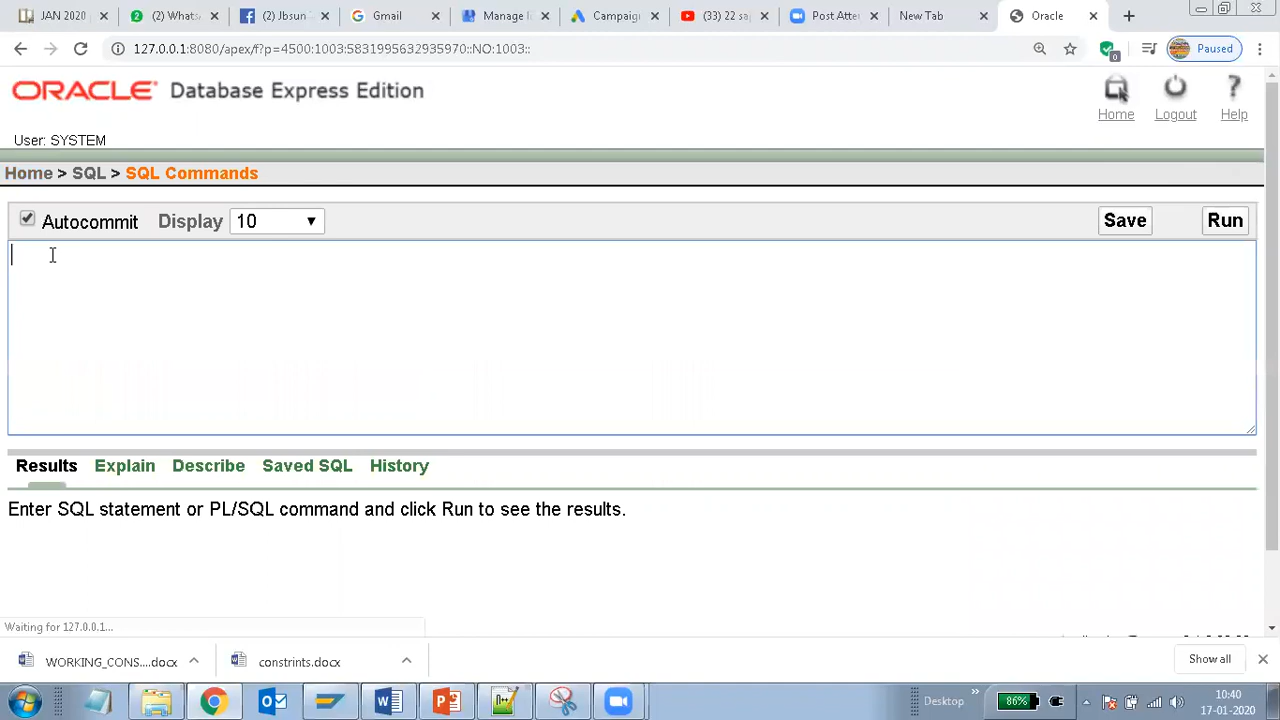 JAN 2020
(2) Whats
(2) Whats
Jbsun
Gmail
Manage
Campaig
(33) 22
Atte
New Tab
Oracle
127.0.0.1:8080/apex/f?p=4500:1003:5831995632935970::NO:1003::
0
Paused
ORACLE Database Express Edition
Home Logout Help
User: SYSTEM
Home > SQL > SQL Commands
Autocommit Display 10 Save Run
Results Explain Describe Saved SQL History
Enter SQL statement or PL/SQL command and click Run to see the results.
Waiting for 127.0.0.1...
WORKING_CONS....docx constrints.docx Show all
Desktop 86% 10:40
17-01-2020